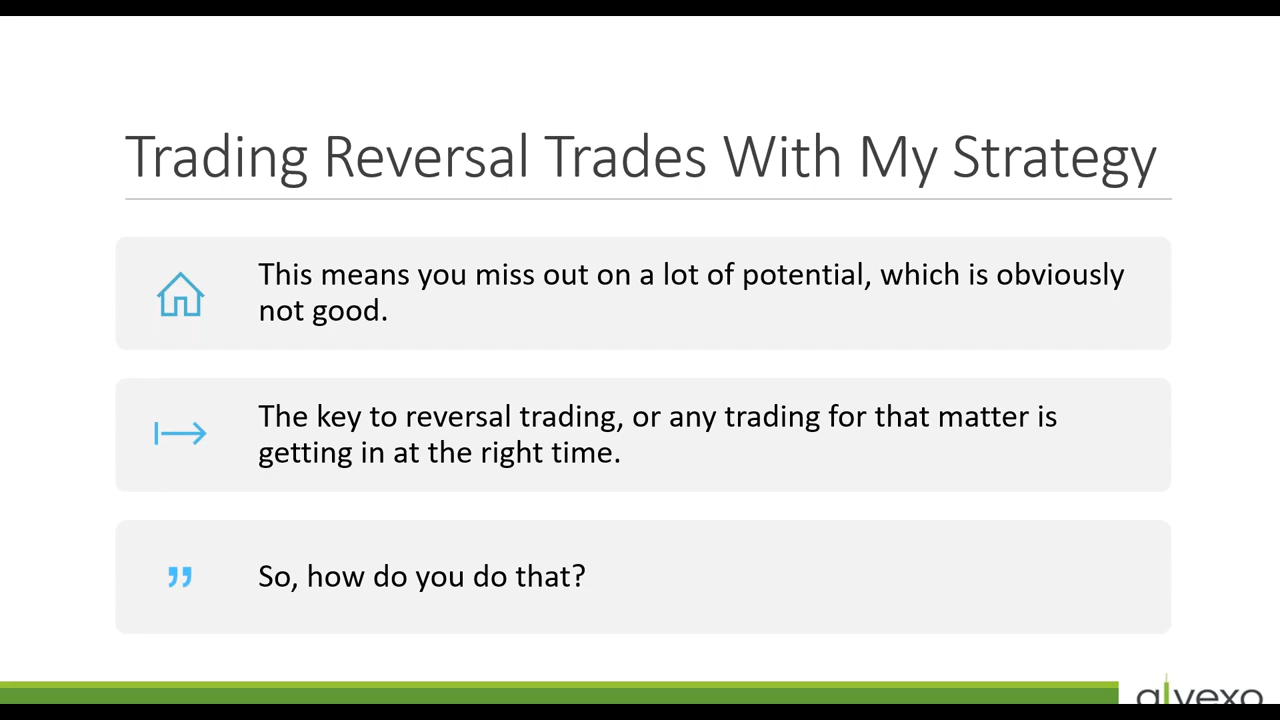 Trading Reversal Trades With My Strategy
This means you miss out on a lot of potential, which is obviously
not good.
The key to reversal trading, or any trading for that matter is
getting in at the right time.
So, how do you do that?
alvexo